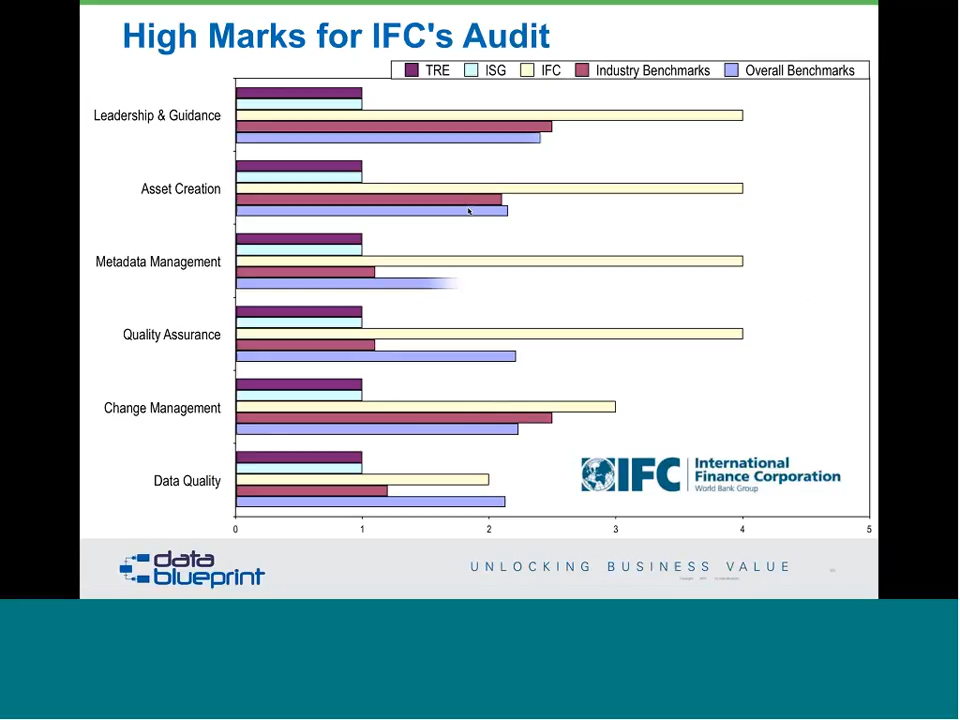 High Marks for IFC's Audit
TRE ISG IFC Industry Benchmarks Overall Benchmarks
Leadership & Guidance
Asset Creation
Metadata Management
Quality Assurance
Change Management
Data Quality
IFC International
Finance Corporation
World Bank Group
0 1 2 3 4 5
data
blueprint
UNLOCKING BUSINESS VALUE